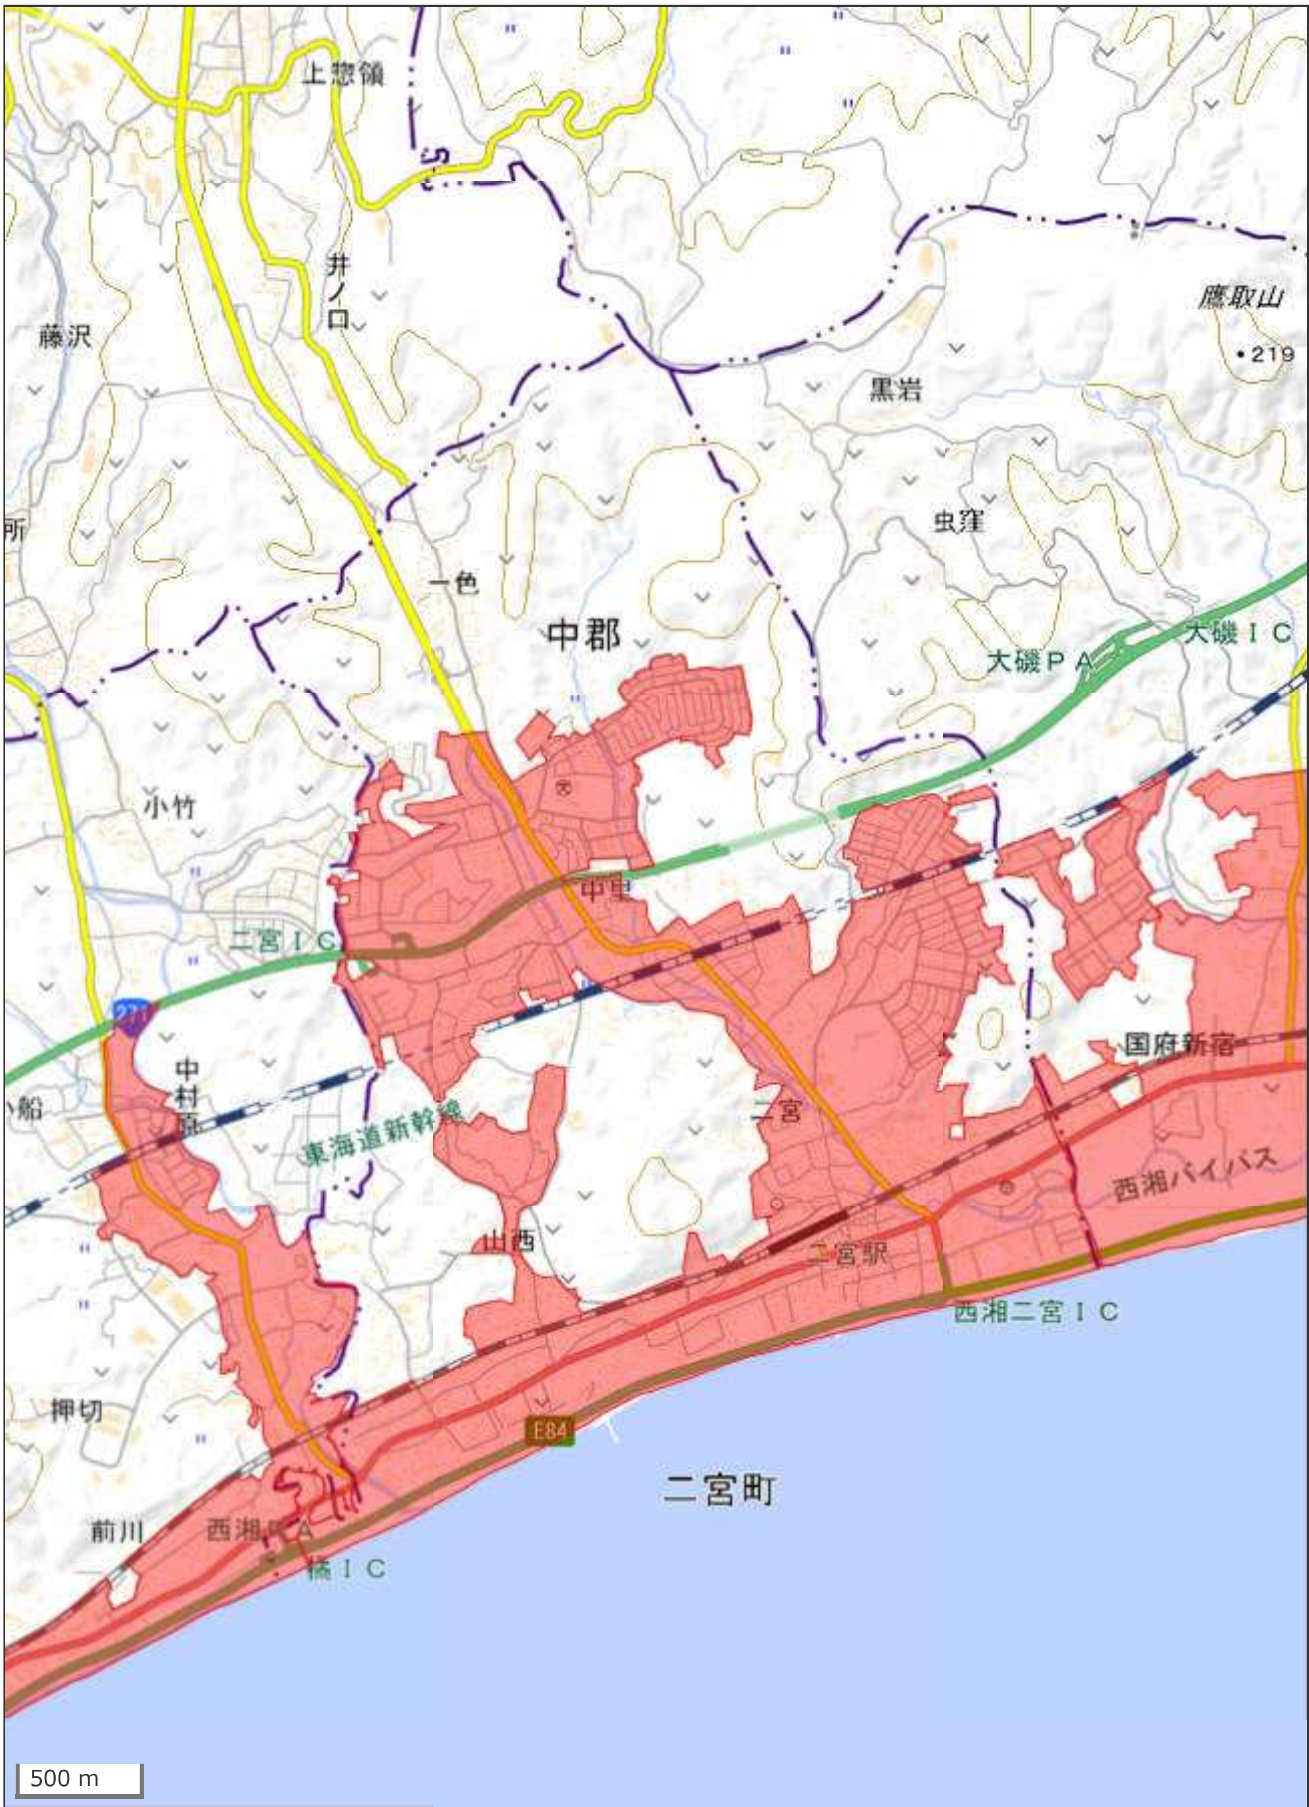 上惣領
井ノ口
鷹取山
219
藤沢
黒岩
所
虫窪
一色
中郡
大磯ＩＣ
大磯ＰＡ
小竹
中里
二宮ＩＣ
271
国府新宿
中村原
小船
二宮
東海道新幹線
西湘バイパス
山西
二宮駅
西湘二宮ＩＣ
押切
E84
二宮町
前川
西湘ＰＡ
橘ＩＣ
500 m